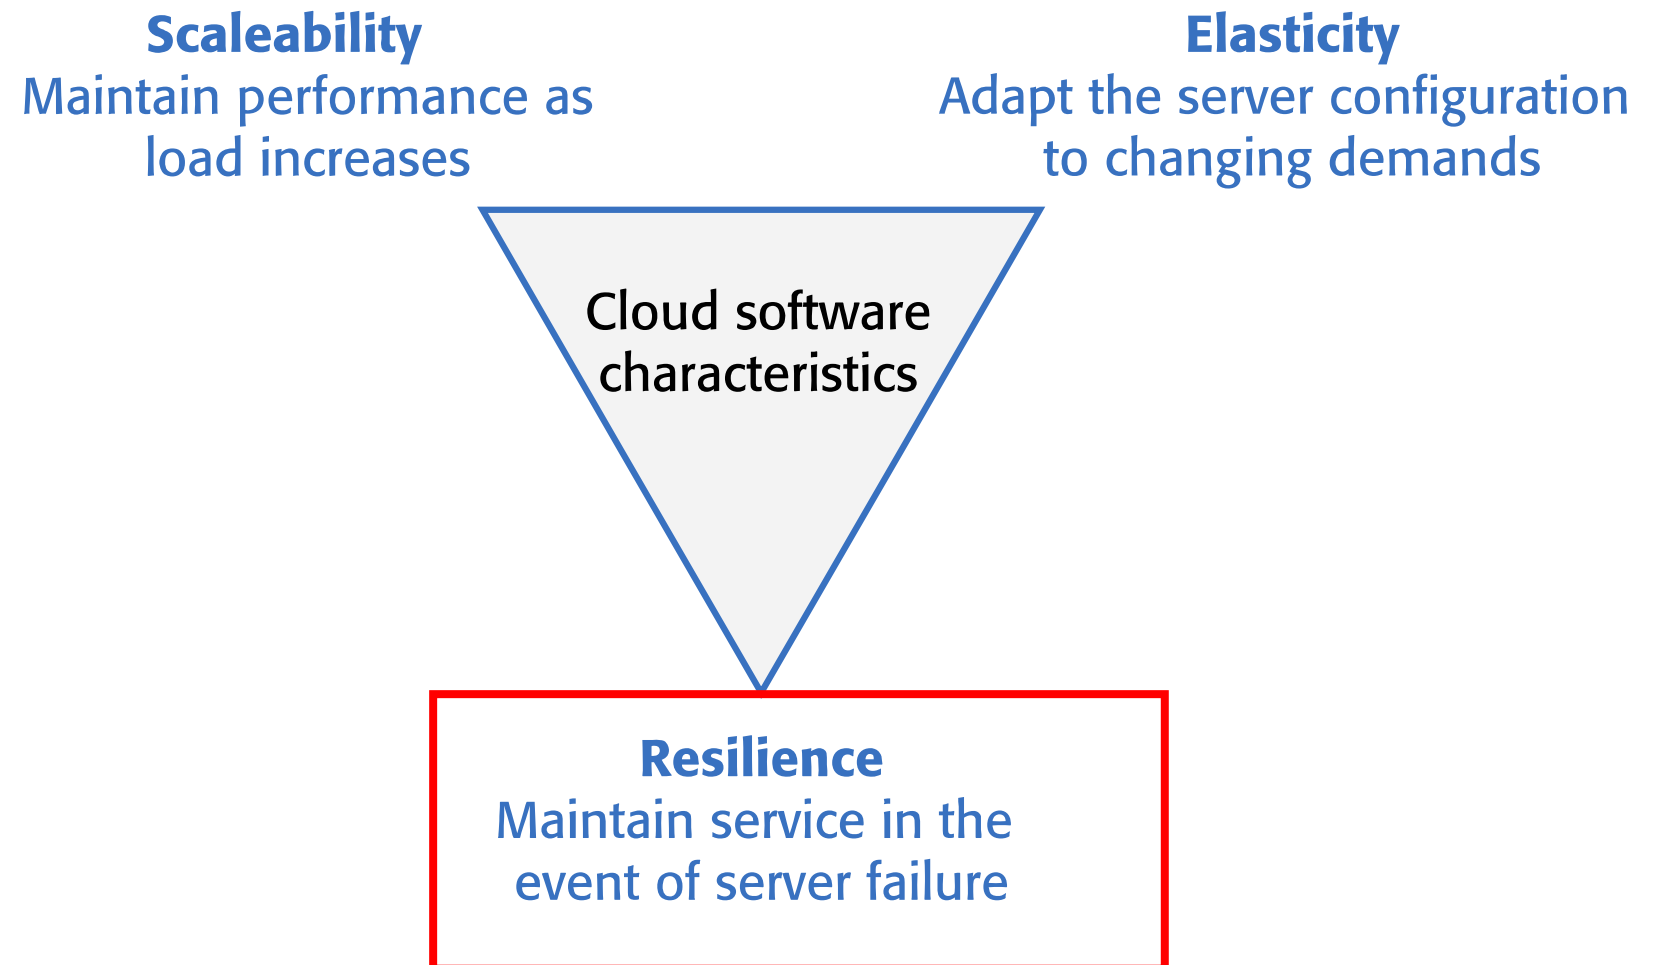 Scaleability
Maintain performance as
load increases
Elasticity
Adapt the server configuration
to changing demands
Cloud software
characteristics
Resilience
Maintain service in the
event of server failure